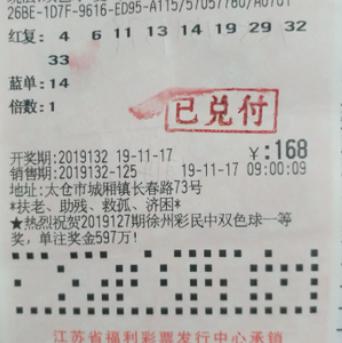 26BE-1D7F-9616-ED95-A115/57057780/A0701
红复: 4 6 11 13 14 19 29 32
33
蓝单: 14
倍数: 1
已兑付
开奖期:2019132 19-11-17 ¥:168
销售期:2019132-125 19-11-17 09:00:09
地址:太仓市城厢镇长春路73号
*扶老、助残、救孤、济困*
★热烈祝贺2019127期徐州彩民中双色球一等
奖,单注奖金597万!
江苏省福利彩票发行中心承销